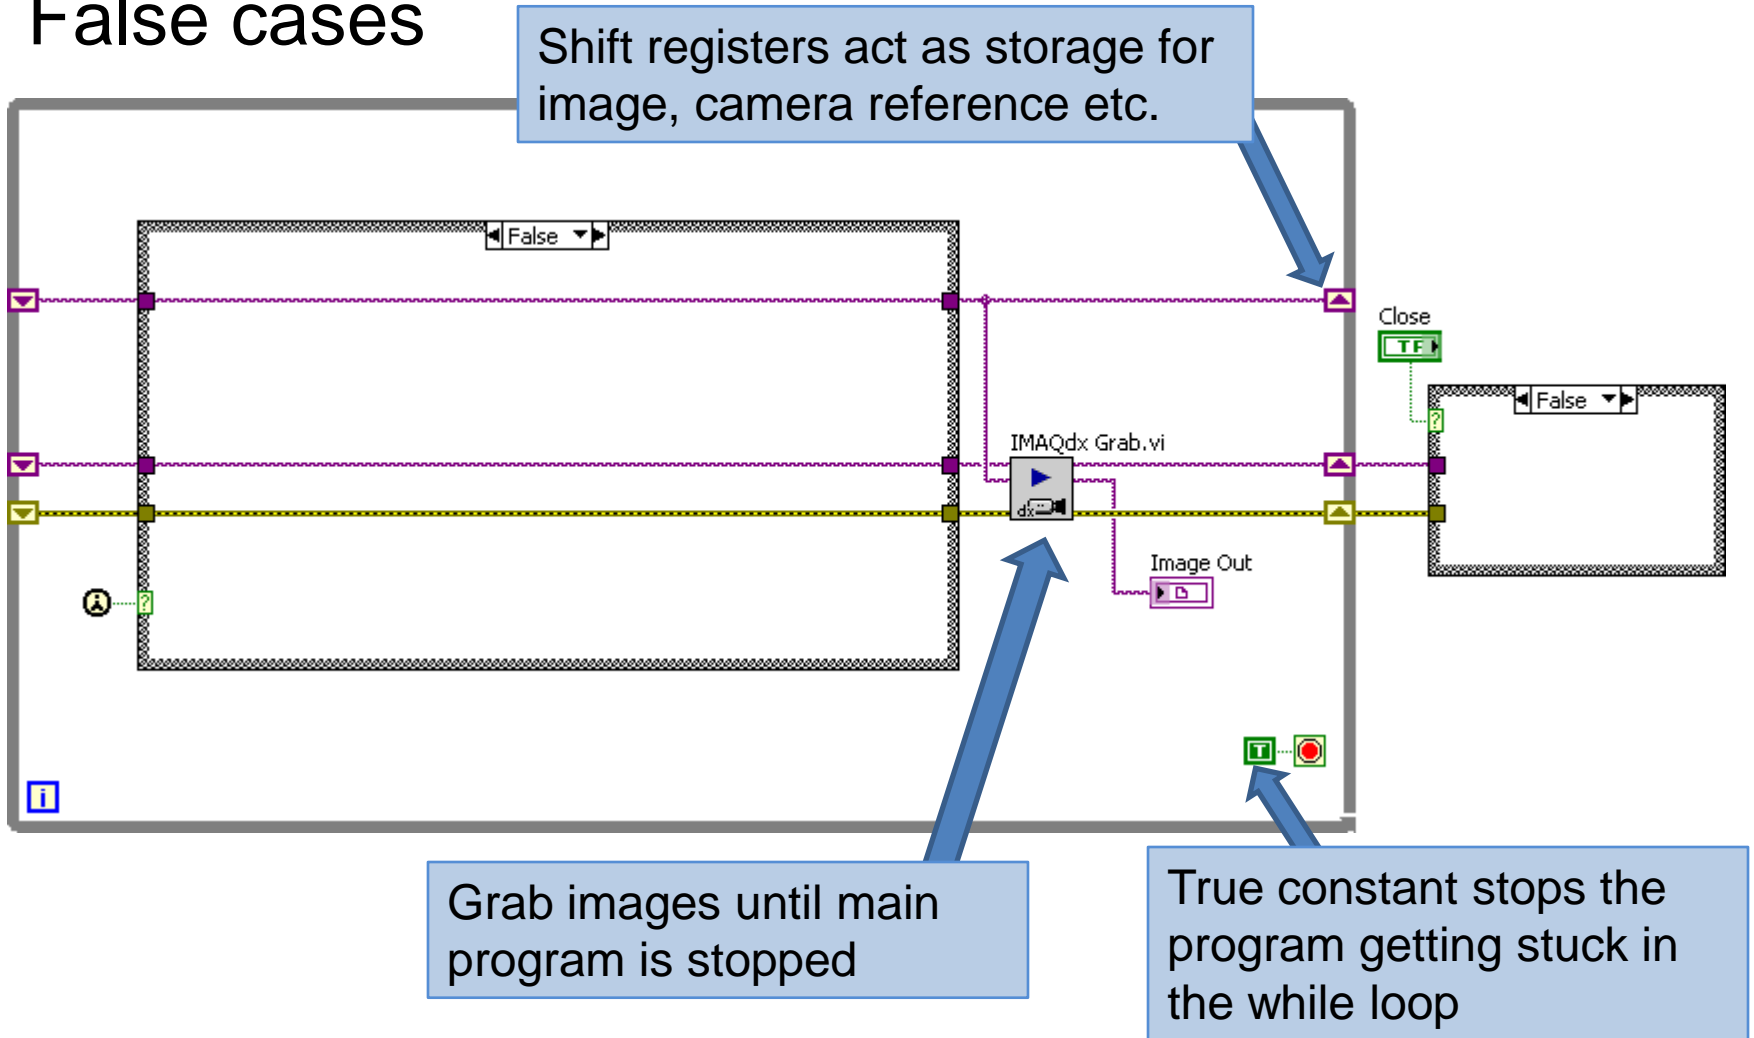 False cases
Shift registers act as storage for
image, camera reference etc.
False
Close
TF
False
?
IMAQdx Grab.vi
dx
Image Out
?
T
i
Grab images until main
program is stopped
True constant stops the
program getting stuck in
the while loop